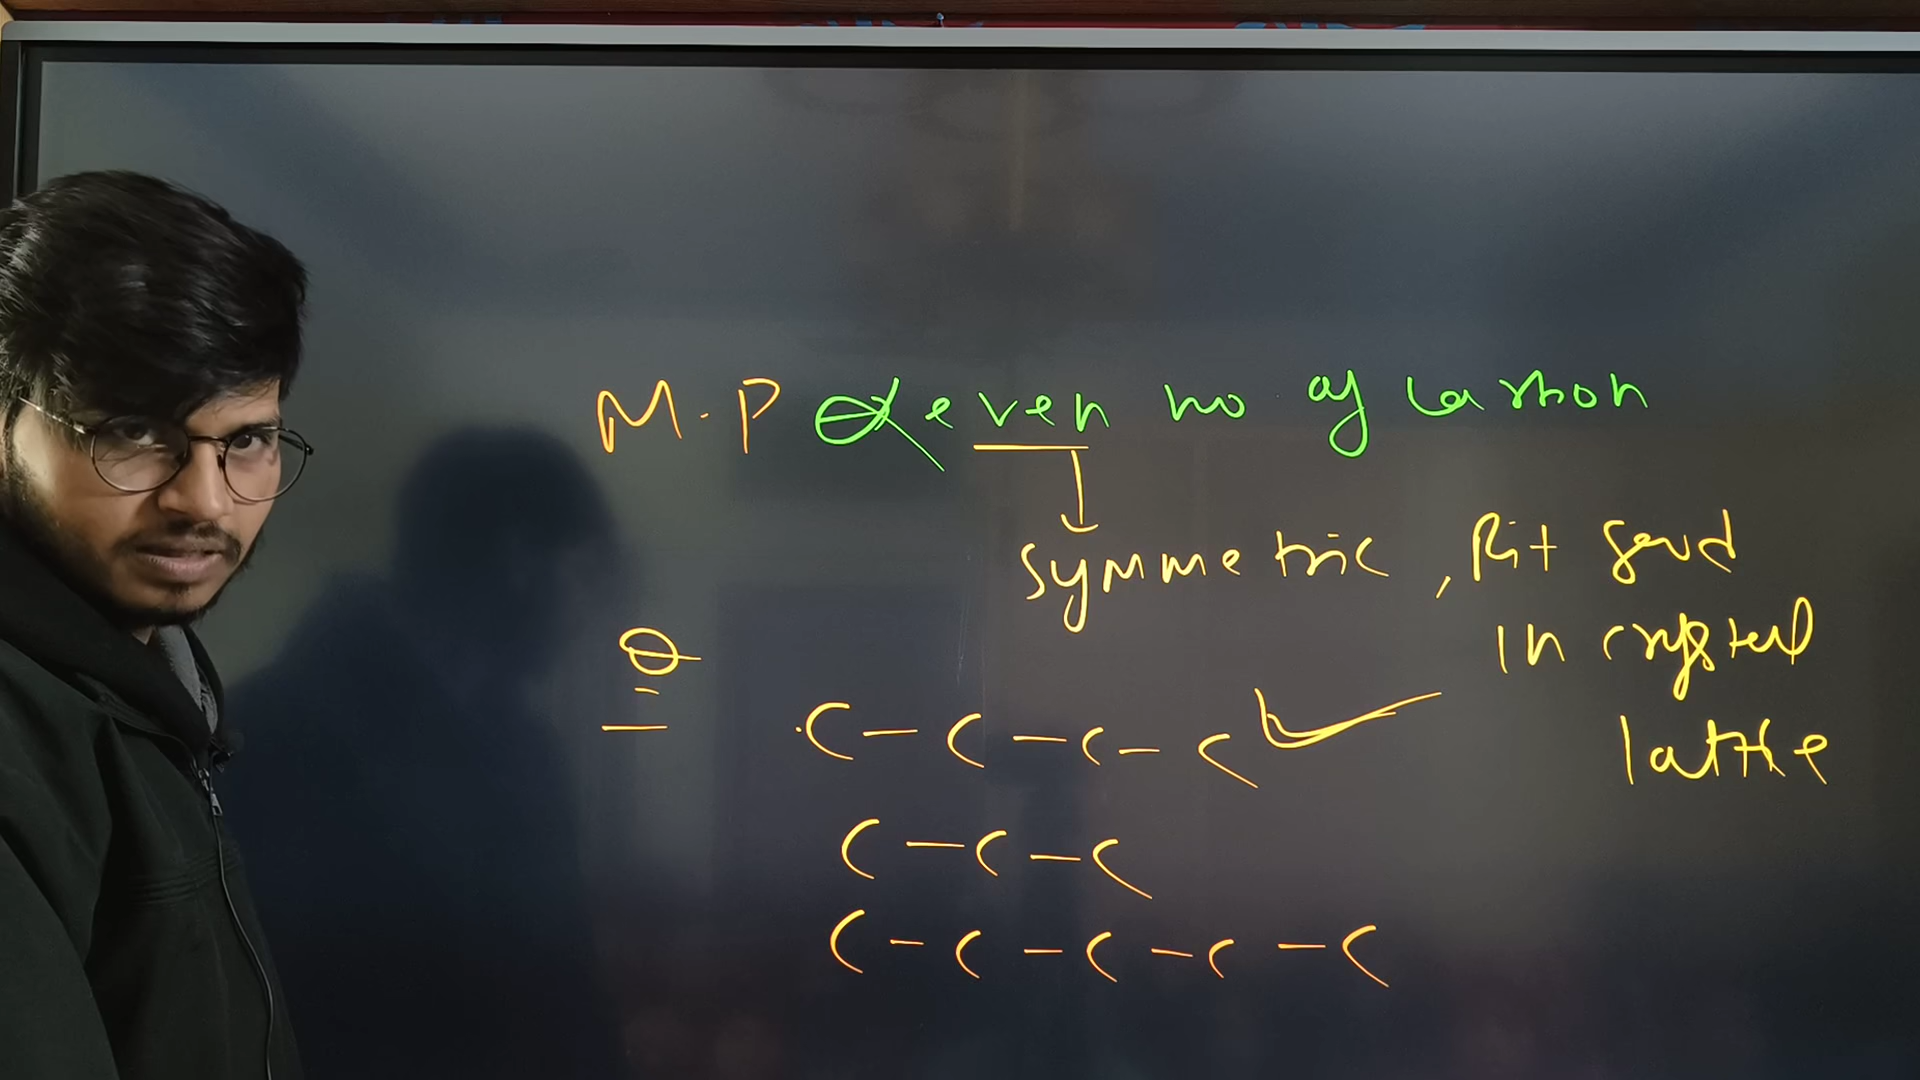 M.P α even no of carbon
symmetric, Fit good
in crystal
lattice
Q
C - C - C - C
C - C - C
C - C - C - C - C